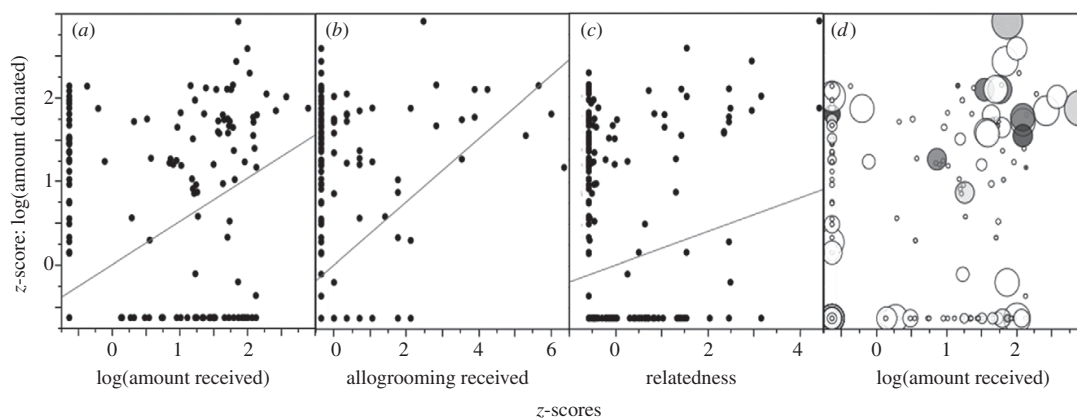 (a) (b) (c) (d)
z-score: log(amount donated)
2
1
0
0 1 2 0 2 4 6 0 2 4 0 1 2
log(amount received) allogrooming received relatedness log(amount received)
z-scores